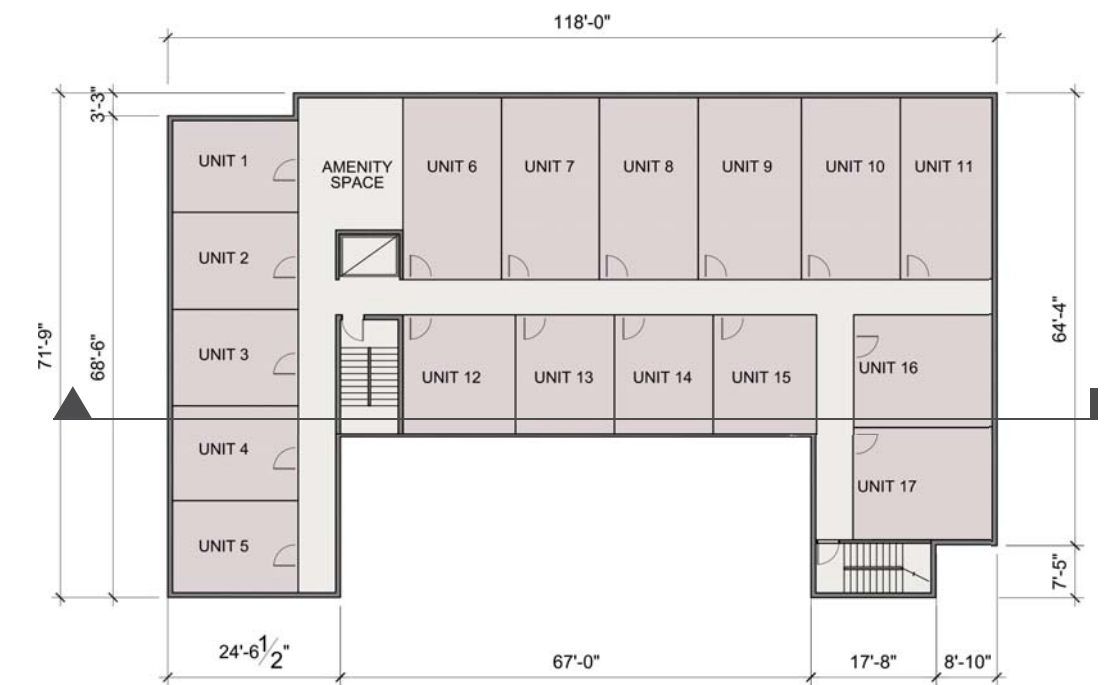 118'-0"
3'-3"
UNIT 1
AMENITY
SPACE
UNIT 6
UNIT 7
UNIT 8
UNIT 9
UNIT 10
UNIT 11
UNIT 2
71'-9"
68'-6"
64'-4"
UNIT 3
UNIT 12
UNIT 13
UNIT 14
UNIT 15
UNIT 16
UNIT 4
UNIT 17
UNIT 5
7'-5"
24'-6 1/2"
67'-0"
17'-8"
8'-10"